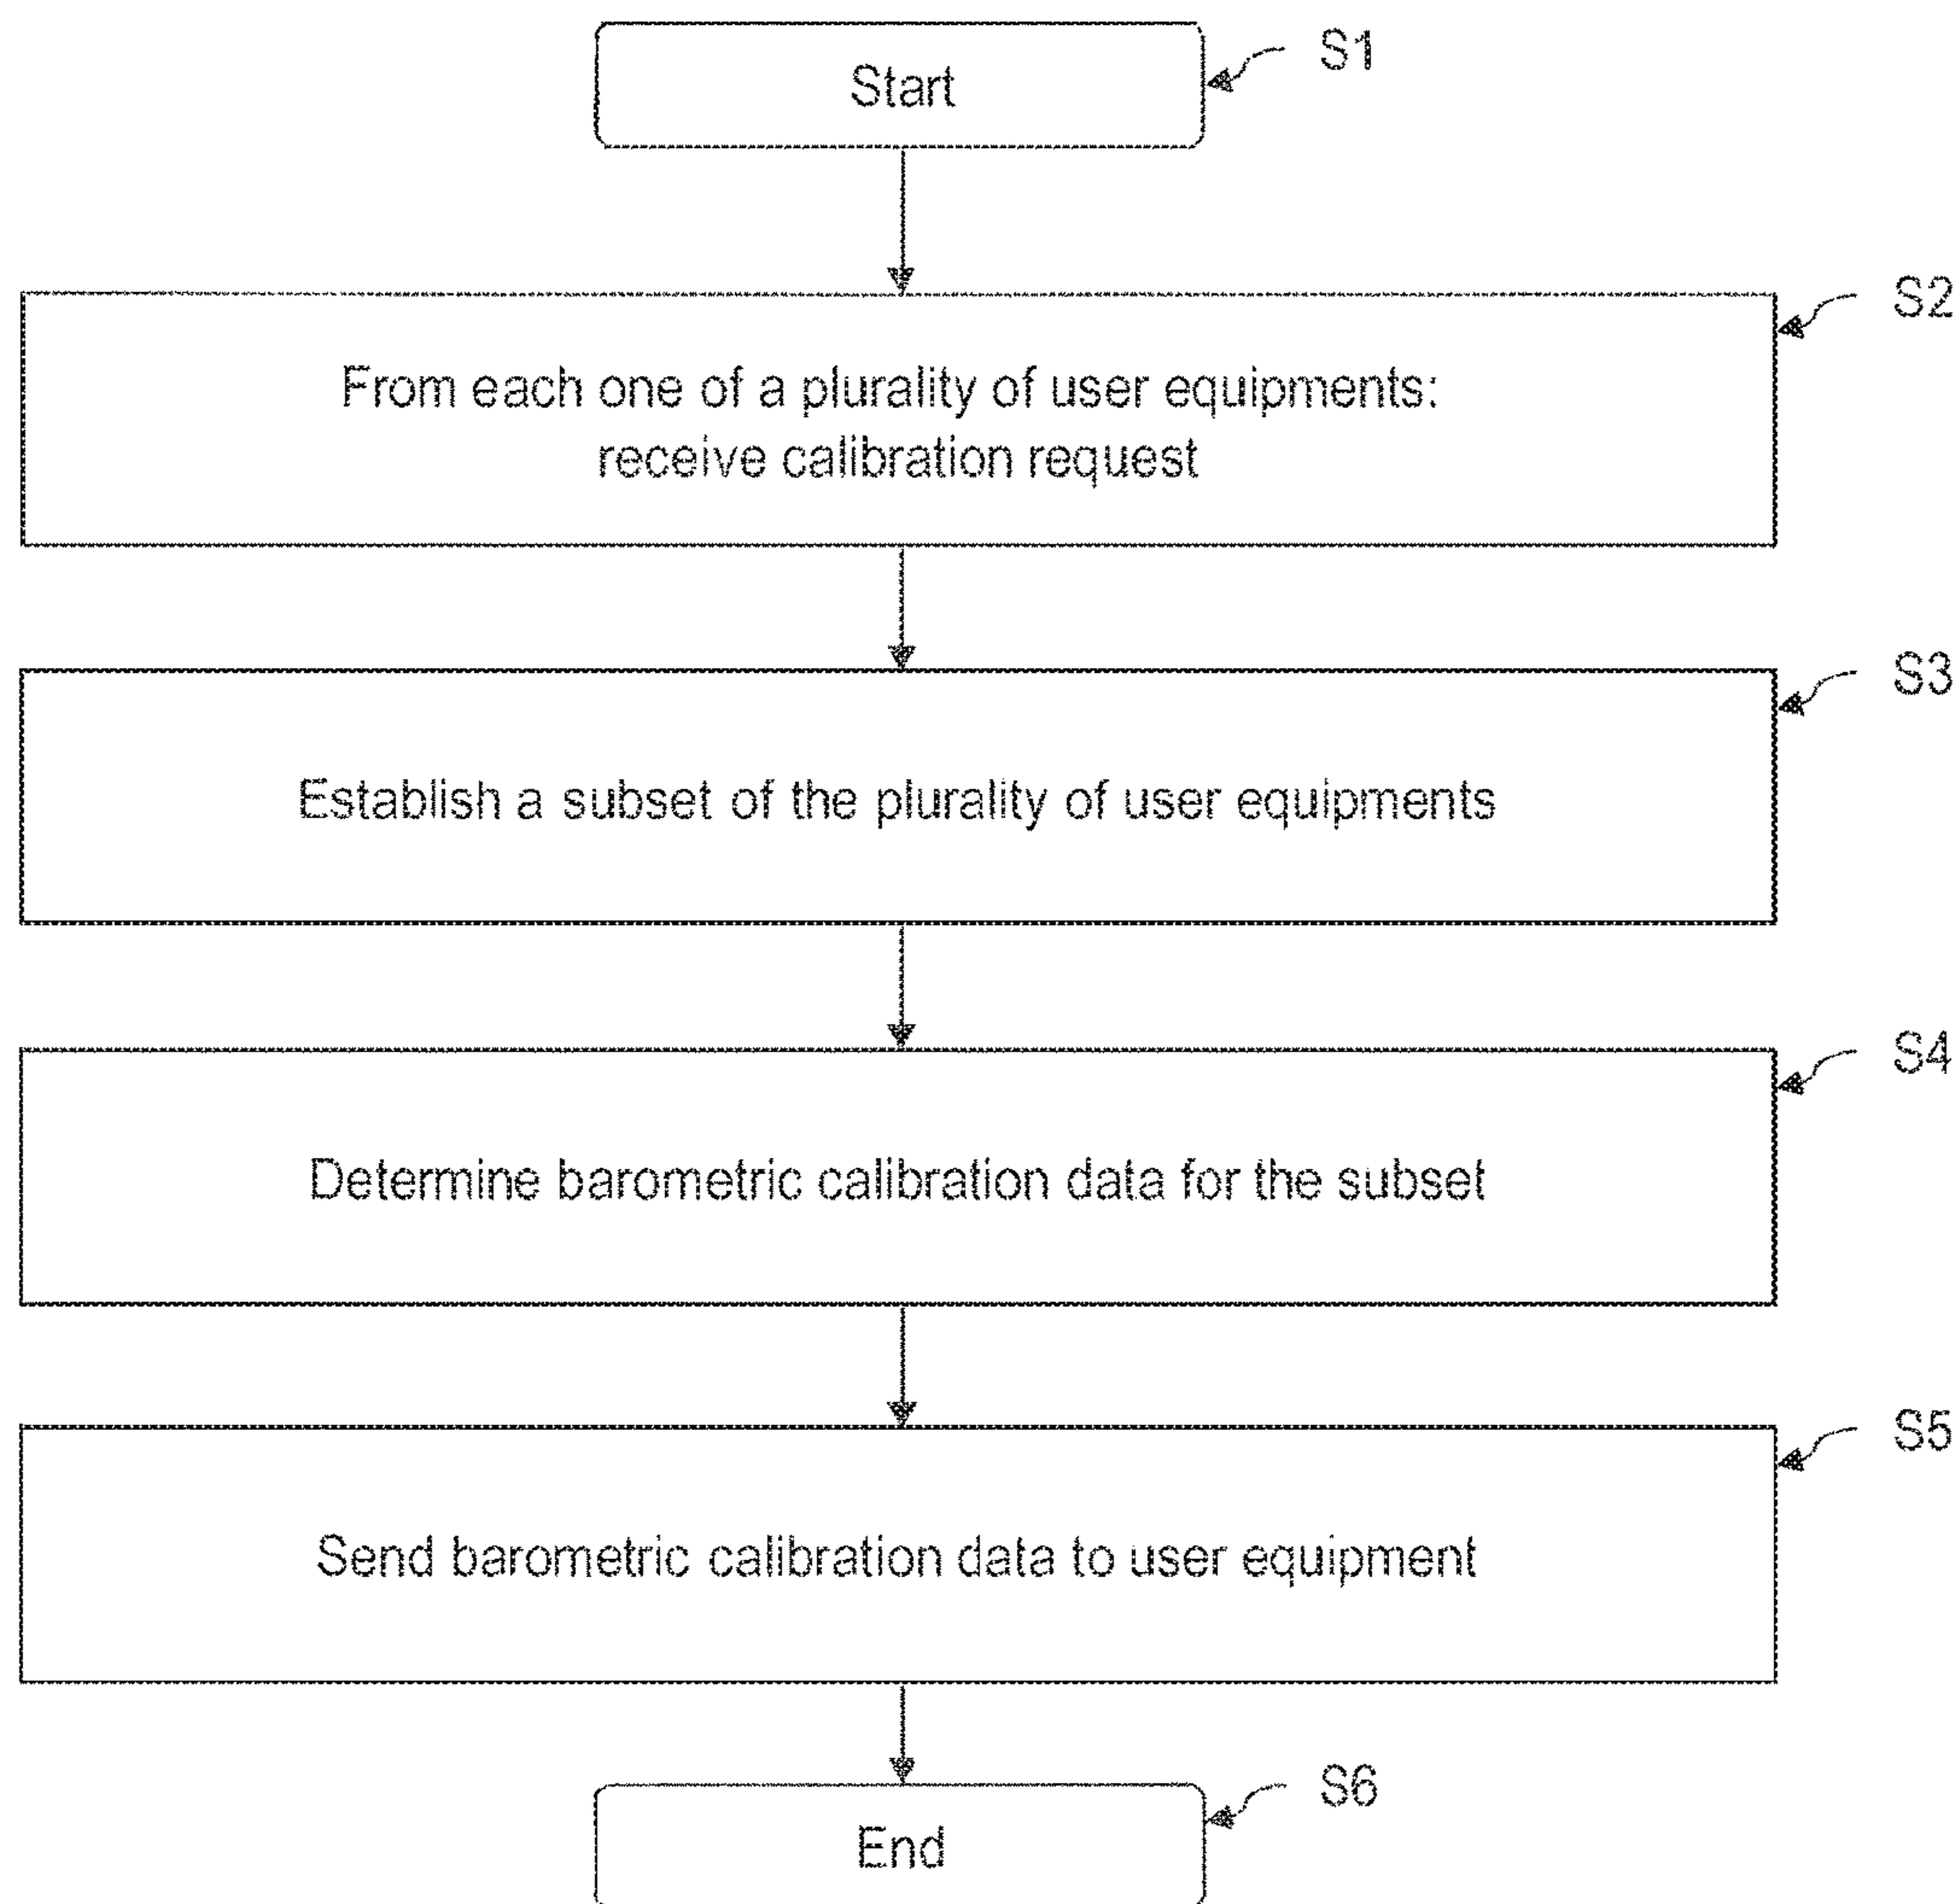 Start
S1
From each one of a plurality of user equipments:
receive calibration request
S2
Establish a subset of the plurality of user equipments
S3
Determine barometric calibration data for the subset
S4
Send barometric calibration data to user equipment
S5
End
S6